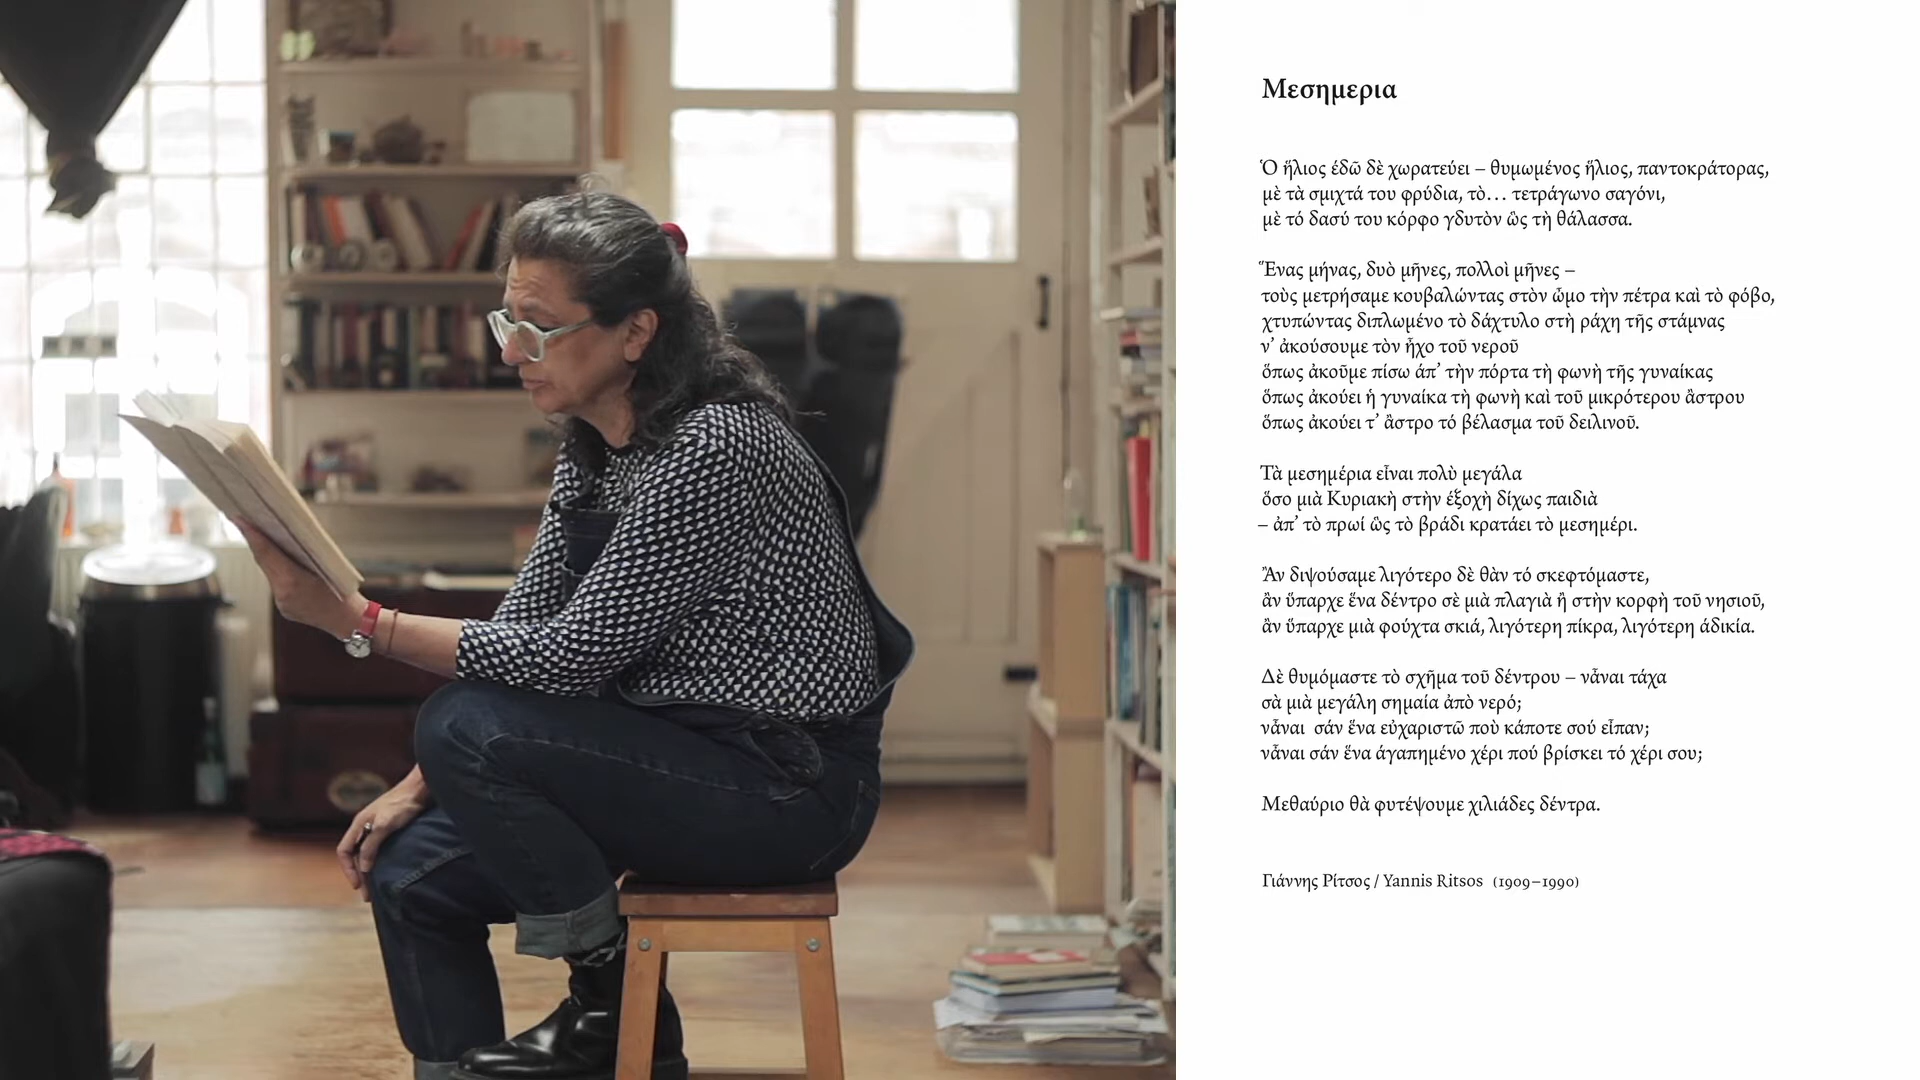 Μεσημερια
Ὁ ἥλιος ἐδῶ δὲ χωρατεύει – θυμωμένος ἥλιος, παντοκράτορας,
μὲ τὰ σμιχτά του φρύδια, τὸ… τετράγωνο σαγόνι,
μὲ τό δασύ του κόρφο γδυτὸν ὣς τὴ θάλασσα.
Ἕνας μήνας, δυὸ μῆνες, πολλοὶ μῆνες –
τοὺς μετρήσαμε κουβαλώντας στὸν ὦμο τὴν πέτρα καὶ τὸ φόβο,
χτυπώντας διπλωμένο τὸ δάχτυλο στὴ ράχη τῆς στάμνας
ν’ ἀκούσουμε τὸν ἦχο τοῦ νεροῦ
ὅπως ἀκοῦμε πίσω ἀπ’ τὴν πόρτα τὴ φωνὴ τῆς γυναίκας
ὅπως ἀκούει ἡ γυναίκα τὴ φωνὴ καὶ τοῦ μικρότερου ἄστρου
ὅπως ἀκούει τ’ ἄστρο τό βέλασμα τοῦ δειλινοῦ.
Τὰ μεσημέρια εἶναι πολὺ μεγάλα
ὅσο μιὰ Κυριακὴ στὴν ἐξοχὴ δίχως παιδιὰ
– ἀπ’ τὸ πρωί ὣς τὸ βράδι κρατάει τὸ μεσημέρι.
Ἂν διψούσαμε λιγότερο δὲ θὰν τό σκεφτόμαστε,
ἂν ὕπαρχε ἕνα δέντρο σὲ μιὰ πλαγιὰ ἢ στὴν κορφὴ τοῦ νησιοῦ,
ἂν ὕπαρχε μιὰ φούχτα σκιά, λιγότερη πίκρα, λιγότερη ἀδικία.
Δὲ θυμόμαστε τὸ σχῆμα τοῦ δέντρου – νἆναι τάχα
σὰ μιὰ μεγάλη σημαία ἀπὸ νερό;
νἆναι σάν ἕνα εὐχαριστῶ ποὺ κάποτε σού εἶπαν;
νἆναι σάν ἕνα ἀγαπημένο χέρι πού βρίσκει τό χέρι σου;
Μεθαύριο θὰ φυτέψουμε χιλιάδες δέντρα.
Γιάννης Ρίτσος / Yannis Ritsos (1909–1990)